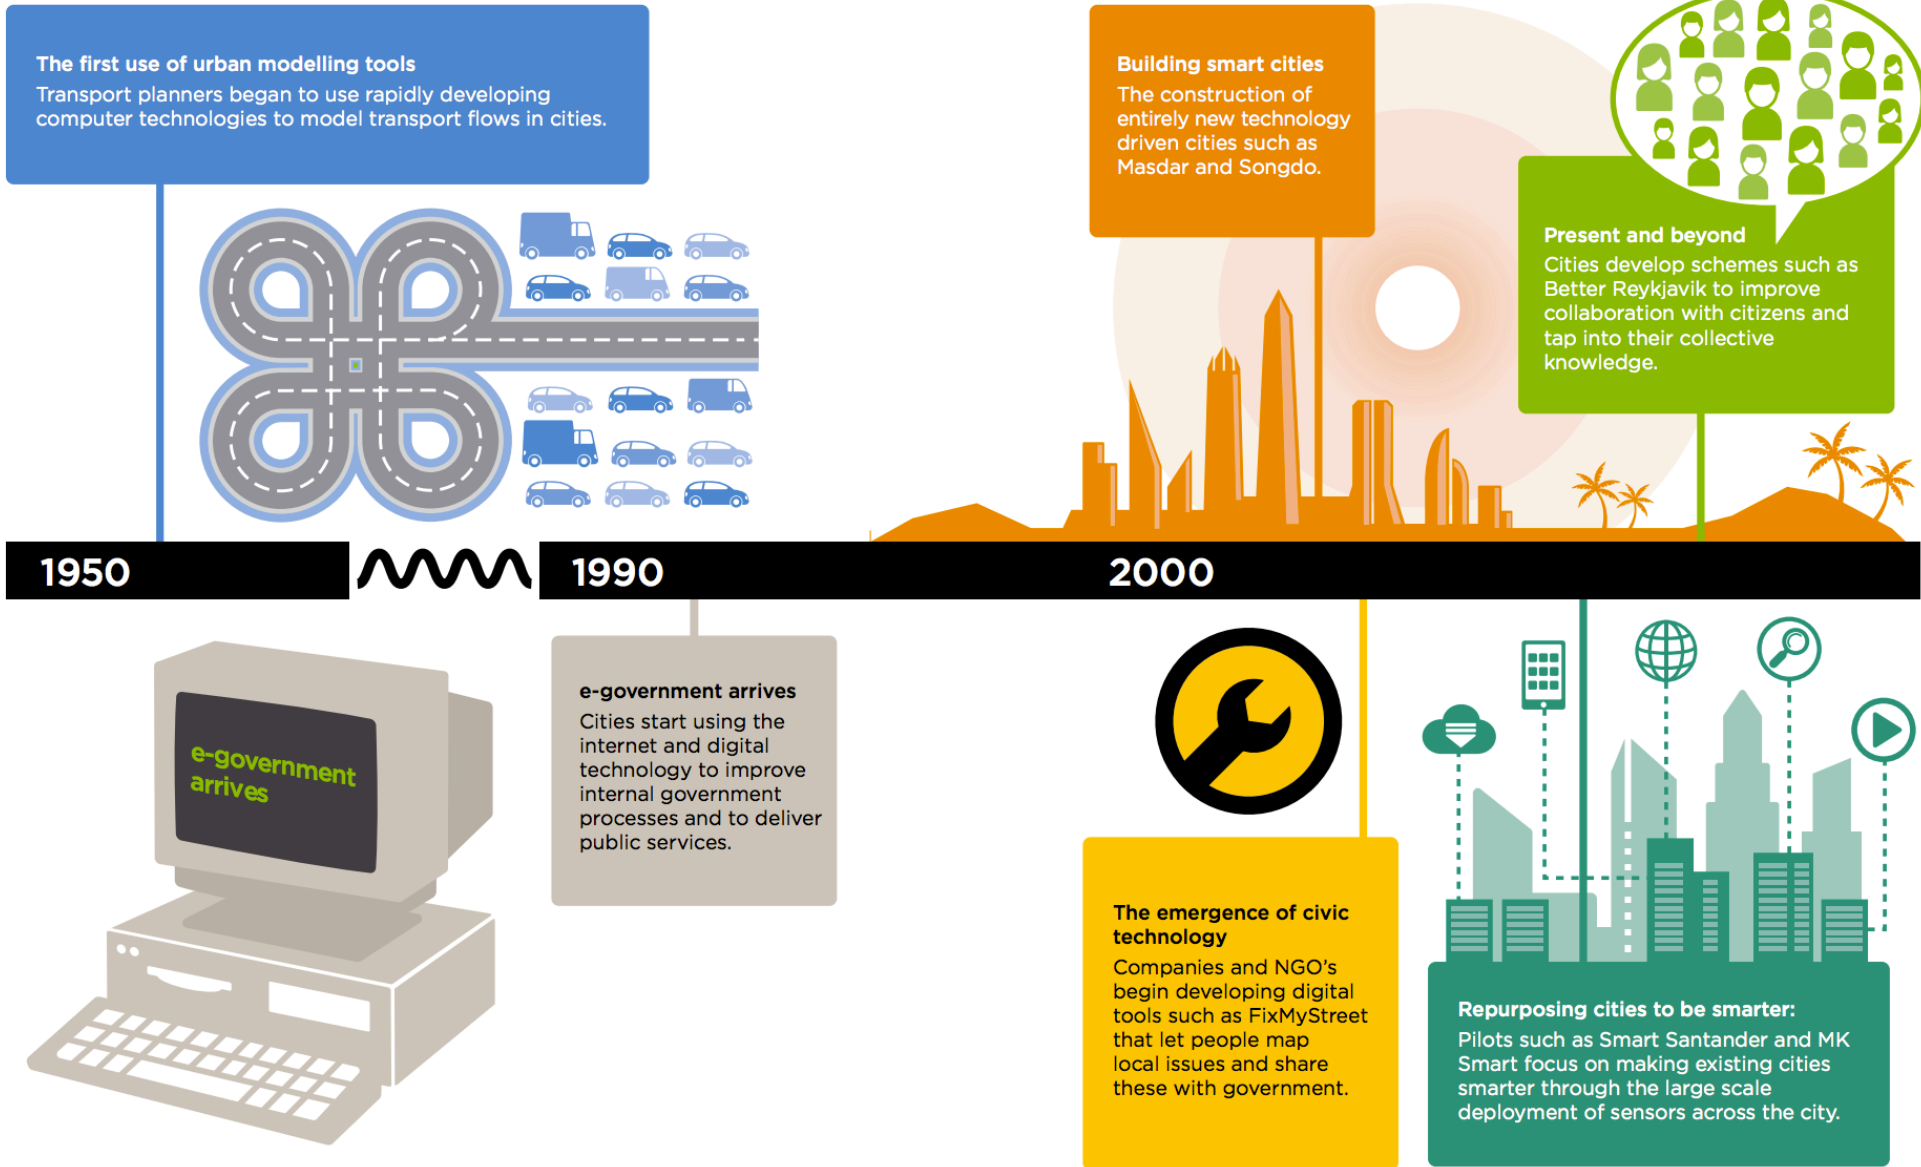 The first use of urban modelling tools
Transport planners began to use rapidly developing
computer technologies to model transport flows in cities.
Building smart cities
The construction of
entirely new technology
driven cities such as
Masdar and Songdo.
Present and beyond
Cities develop schemes such as
Better Reykjavik to improve
collaboration with citizens and
tap into their collective
knowledge.
1950
1990
2000
e-government
arrives
e-government arrives
Cities start using the
internet and digital
technology to improve
internal government
processes and to deliver
public services.
The emergence of civic
technology
Companies and NGO's
begin developing digital
tools such as FixMyStreet
that let people map
local issues and share
these with government.
Repurposing cities to be smarter:
Pilots such as Smart Santander and MK
Smart focus on making existing cities
smarter through the large scale
deployment of sensors across the city.